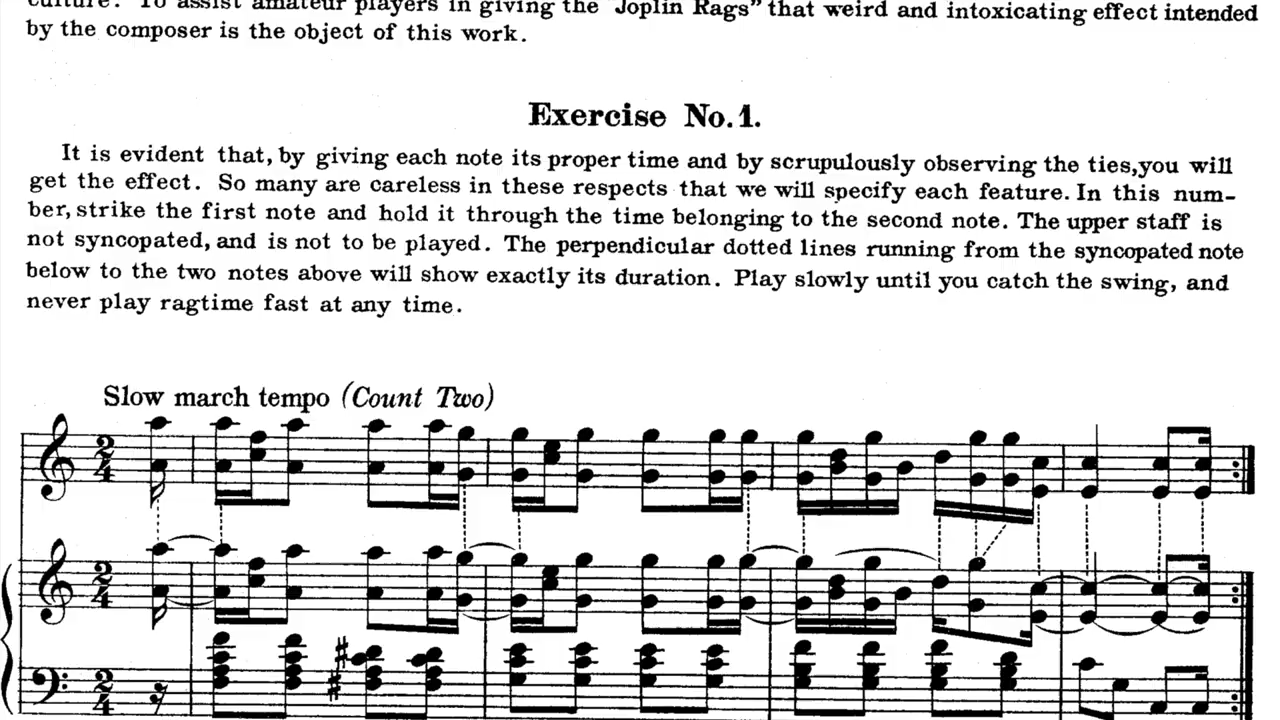 culture. To assist amateur players in giving the "Joplin Rags" that weird and intoxicating effect intended
by the composer is the object of this work.
Exercise No. 1.
It is evident that, by giving each note its proper time and by scrupulously observing the ties, you will
get the effect. So many are careless in these respects that we will specify each feature. In this num-
ber, strike the first note and hold it through the time belonging to the second note. The upper staff is
not syncopated, and is not to be played. The perpendicular dotted lines running from the syncopated note
below to the two notes above will show exactly its duration. Play slowly until you catch the swing, and
never play ragtime fast at any time.
Slow march tempo (Count Two)
2
4
2
4
2
4